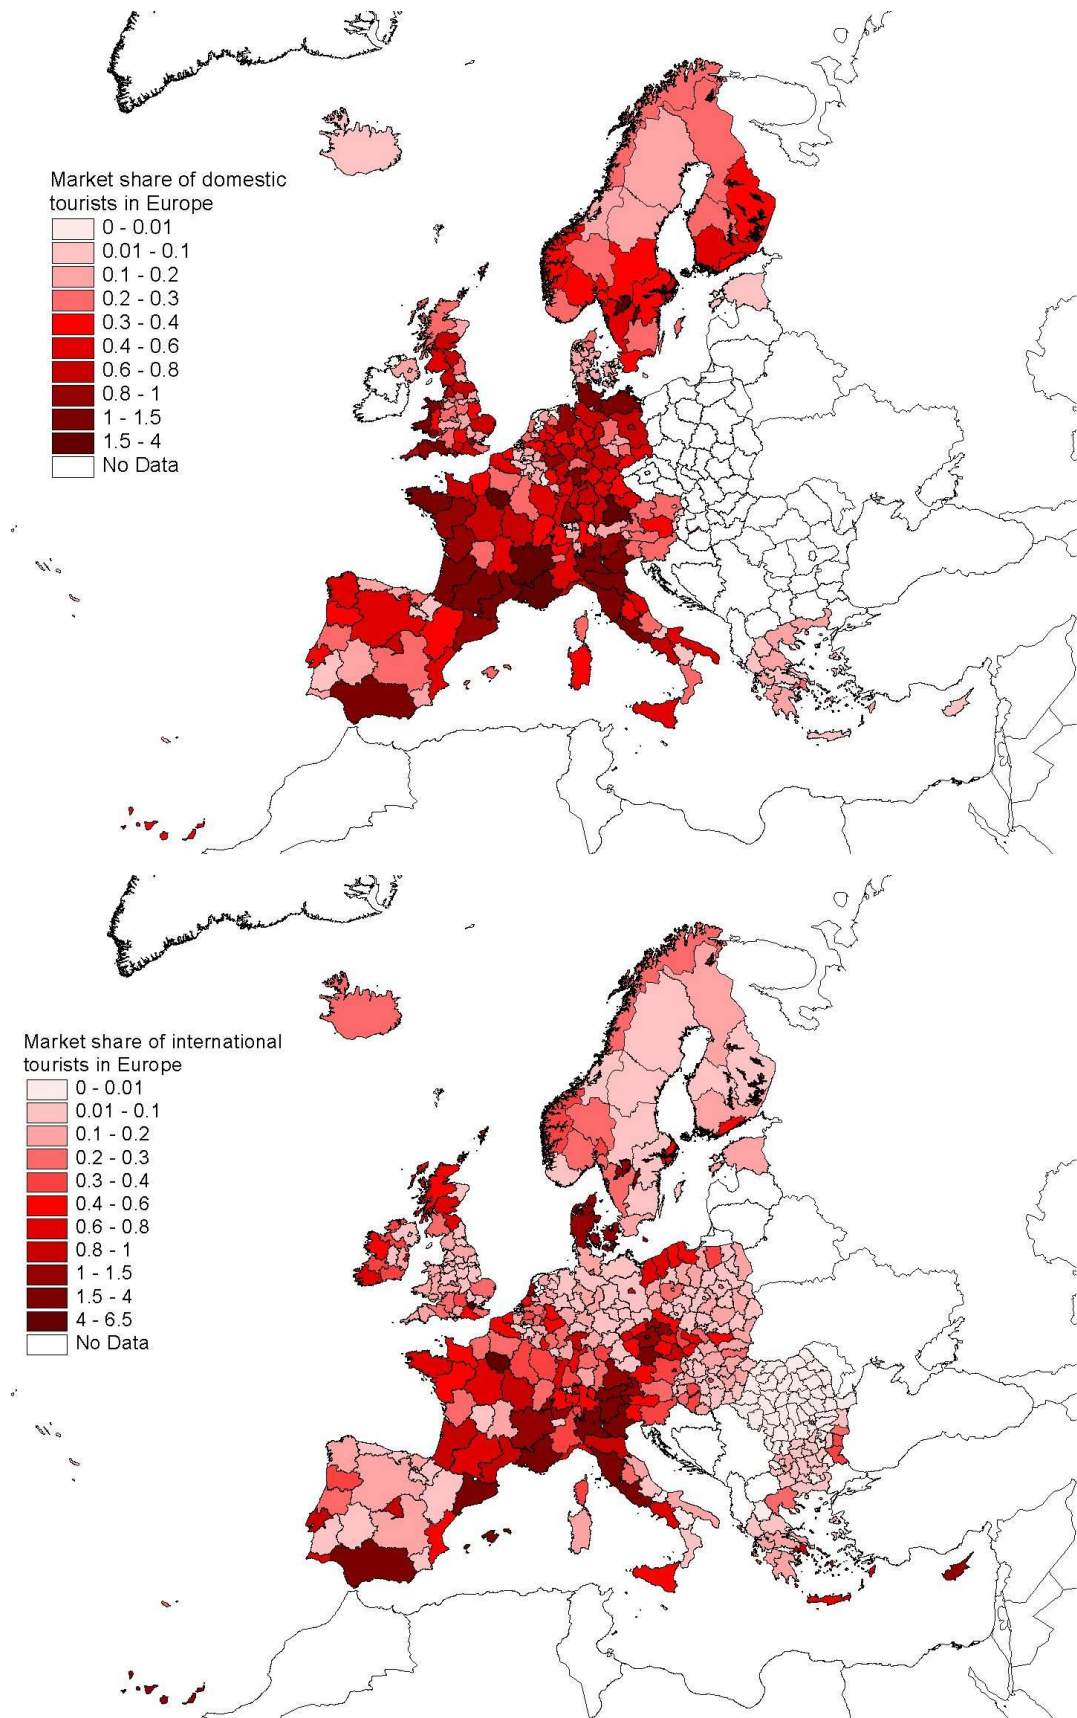 Market share of domestic
tourists in Europe
0 - 0.01
0.01 - 0.1
0.1 - 0.2
0.2 - 0.3
0.3 - 0.4
0.4 - 0.6
0.6 - 0.8
0.8 - 1
1 - 1.5
1.5 - 4
No Data
Market share of international
tourists in Europe
0 - 0.01
0.01 - 0.1
0.1 - 0.2
0.2 - 0.3
0.3 - 0.4
0.4 - 0.6
0.6 - 0.8
0.8 - 1
1 - 1.5
1.5 - 4
4 - 6.5
No Data